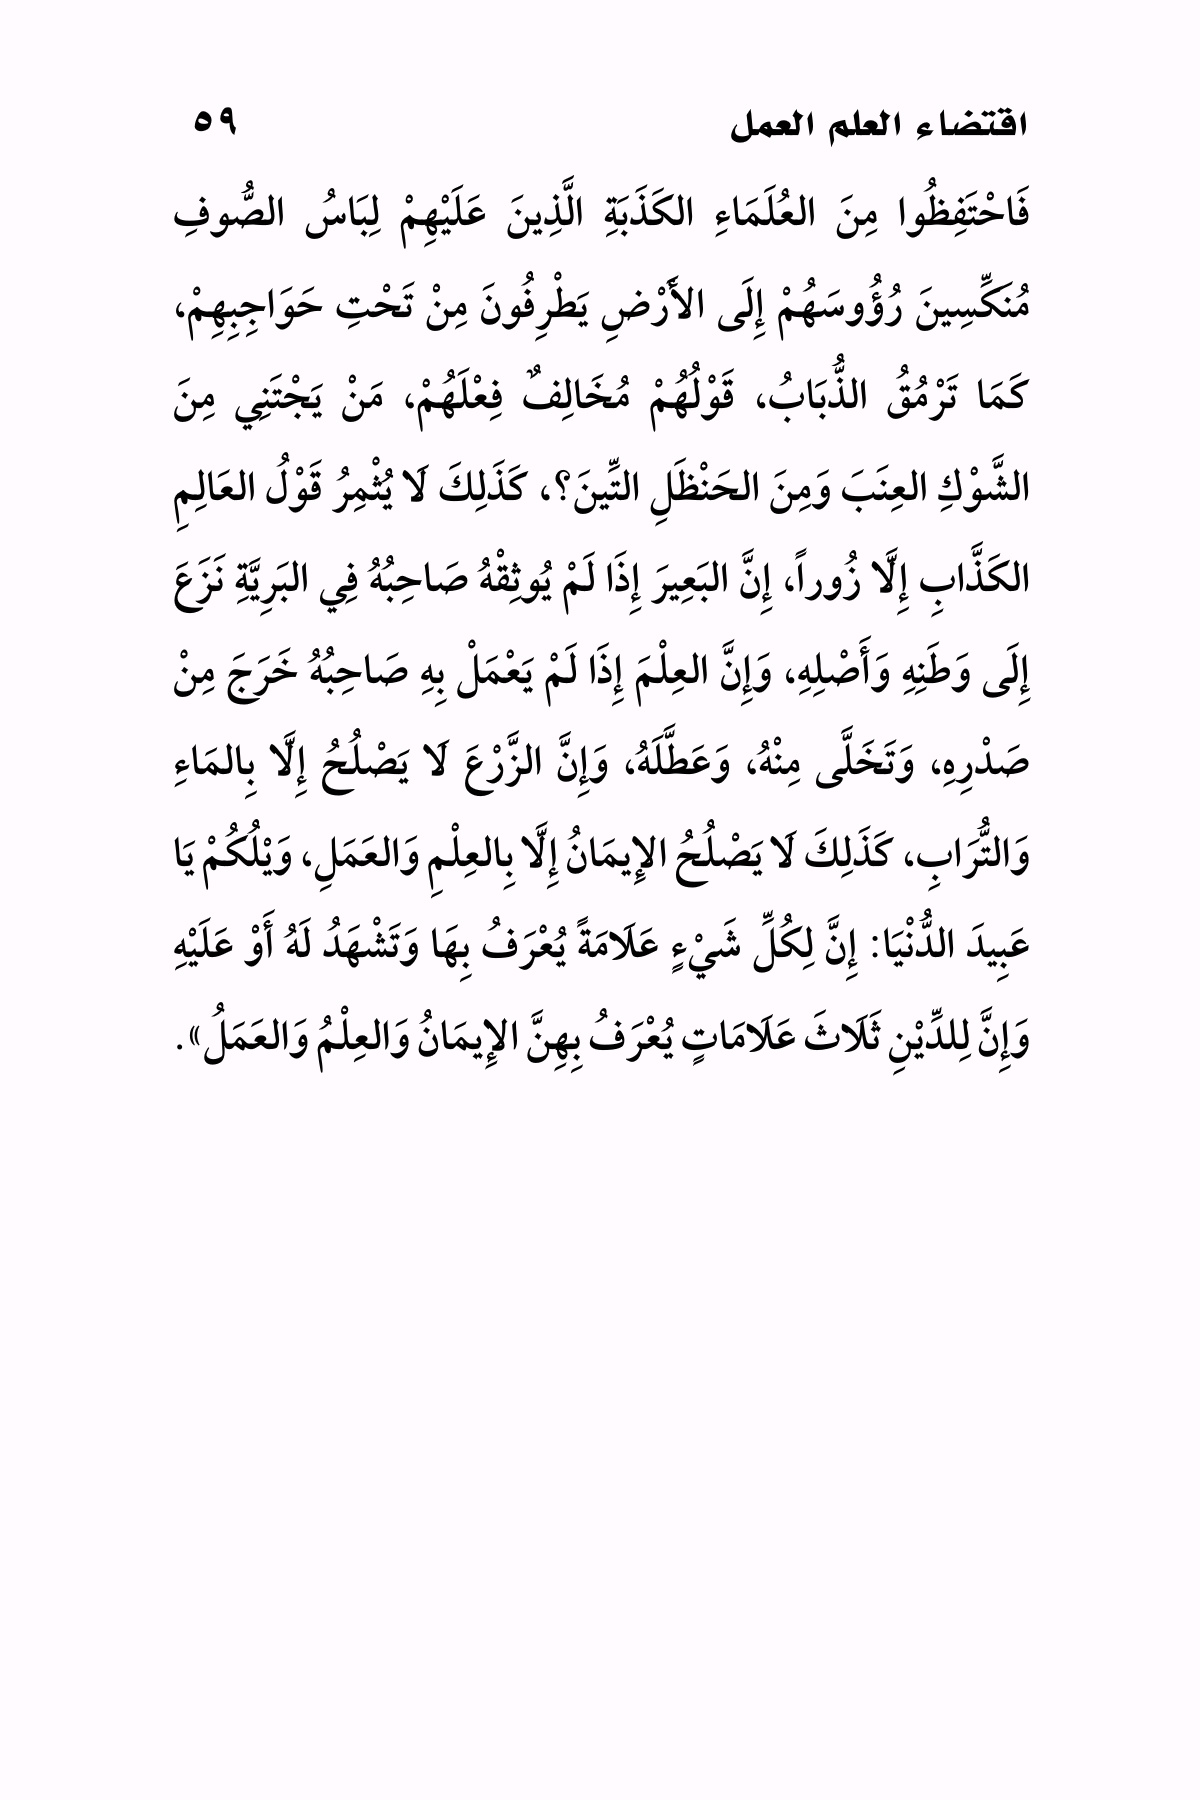 اقتضاء العلم العمل ٥٩
فَاحْتَفِظُوا مِنَ العُلَمَاءِ الكَذَبَةِ الَّذِينَ عَلَيْهِمْ لِبَاسُ الصُّوفِ
مُنَكِّسِينَ رُؤُوسَهُمْ إِلَى الأَرْضِ يَطْرِفُونَ مِنْ تَحْتِ حَوَاجِبِهِمْ،
كَمَا تَرْمُقُ الذُّبَابُ، قَوْلُهُمْ مُخَالِفٌ فِعْلَهُمْ، مَنْ يَجْتَنِي مِنَ
الشَّوْكِ العِنَبَ وَمِنَ الحَنْظَلِ التِّينَ؟، كَذَلِكَ لَا يُثْمِرُ قَوْلُ العَالِمِ
الكَذَّابِ إِلَّا زُوراً، إِنَّ البَعِيرَ إِذَا لَمْ يُوثِقْهُ صَاحِبُهُ فِي البَرِيَّةِ نَزَعَ
إِلَى وَطَنِهِ وَأَصْلِهِ، وَإِنَّ العِلْمَ إِذَا لَمْ يَعْمَلْ بِهِ صَاحِبُهُ خَرَجَ مِنْ
صَدْرِهِ، وَتَخَلَّى مِنْهُ، وَعَطَّلَهُ، وَإِنَّ الزَّرْعَ لَا يَصْلُحُ إِلَّا بِالمَاءِ
وَالتُّرَابِ، كَذَلِكَ لَا يَصْلُحُ الإِيمَانُ إِلَّا بِالعِلْمِ وَالعَمَلِ، وَيْلُكُمْ يَا
عَبِيدَ الدُّنْيَا: إِنَّ لِكُلِّ شَيْءٍ عَلَامَةً يُعْرَفُ بِهَا وَتَشْهَدُ لَهُ أَوْ عَلَيْهِ
وَإِنَّ لِلدِّيْنِ ثَلَاثَ عَلَامَاتٍ يُعْرَفُ بِهِنَّ الإِيمَانُ وَالعِلْمُ وَالعَمَلُ».